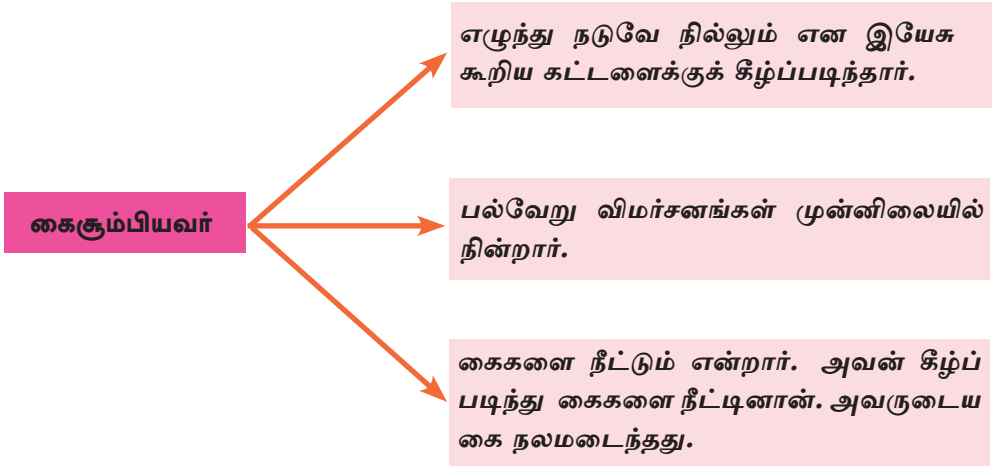 எழுந்து நடுவே நில்லும் என இயேசு
கூறிய கட்டளைக்குக் கீழ்ப்படிந்தார்.
கைசூம்பியவர்
பல்வேறு விமர்சனங்கள் முன்னிலையில்
நின்றார்.
கைகளை நீட்டும் என்றார். அவன் கீழ்ப்
படிந்து கைகளை நீட்டினான். அவருடைய
கை நலமடைந்தது.